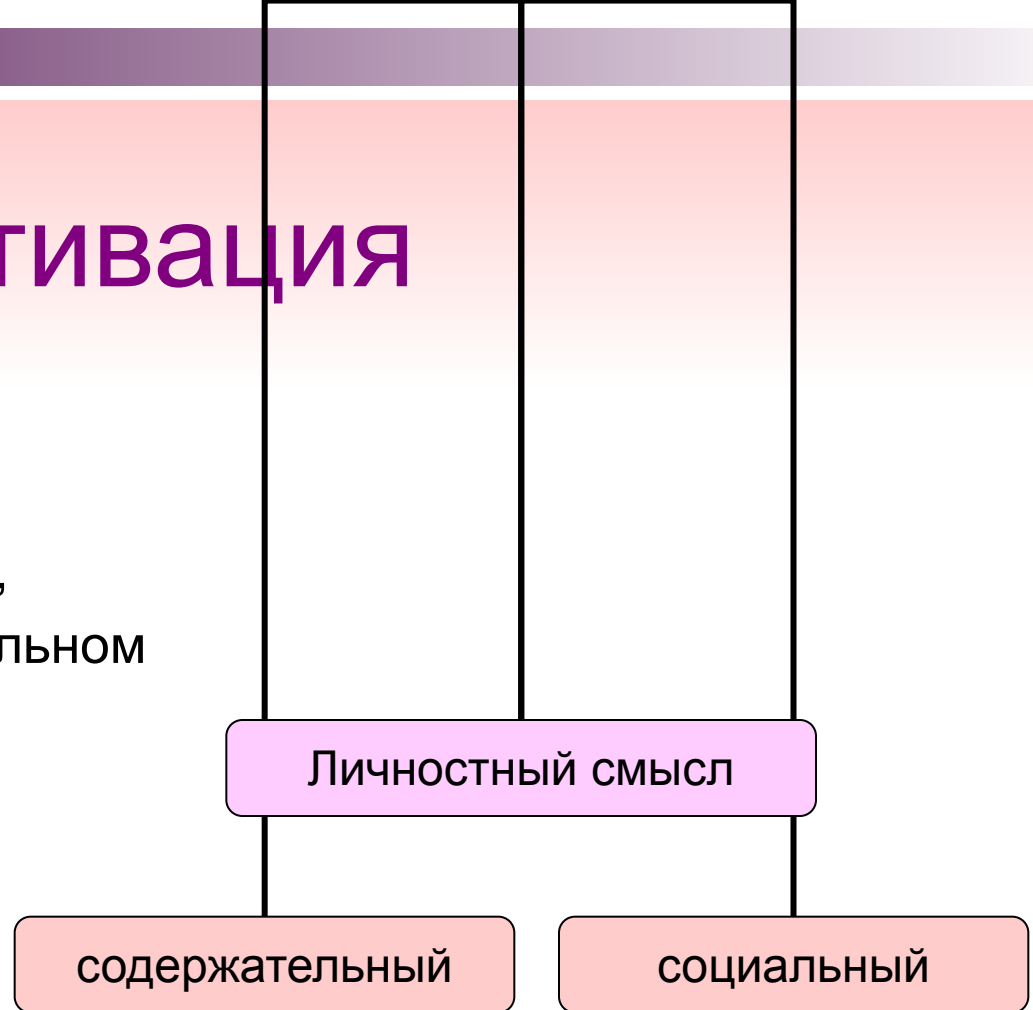 тивация
,
льном
Личностный смысл
содержательный
социальный